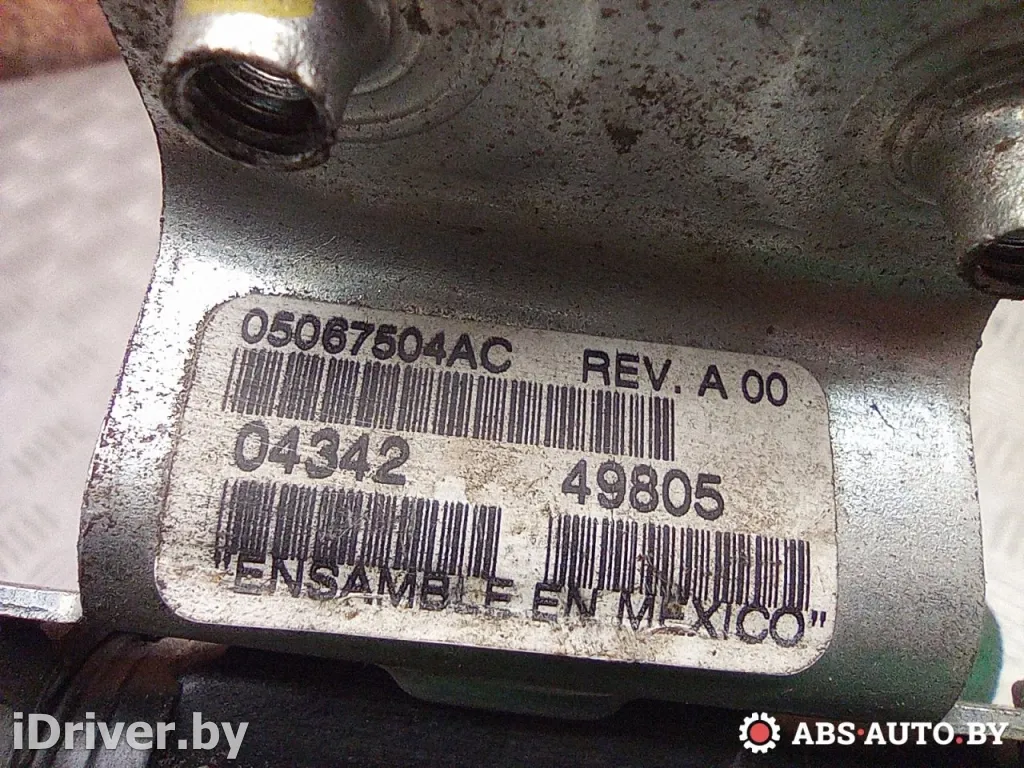 05067504AC REV. A 00
04342 49805
"ENSAMBLE EN MEXICO"
iDriver.by
ABS-AUTO.BY